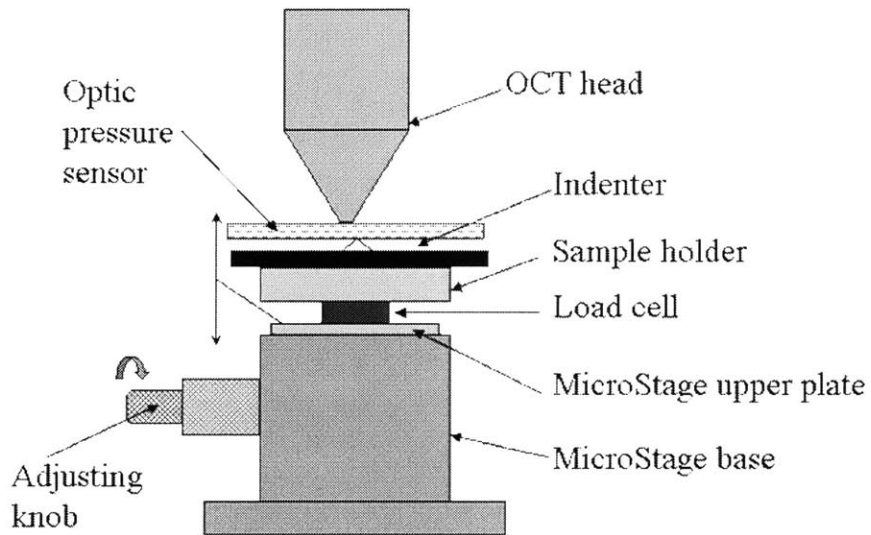 Optic
pressure
sensor
OCT head
Indenter
Sample holder
Load cell
MicroStage upper plate
MicroStage base
Adjusting
knob